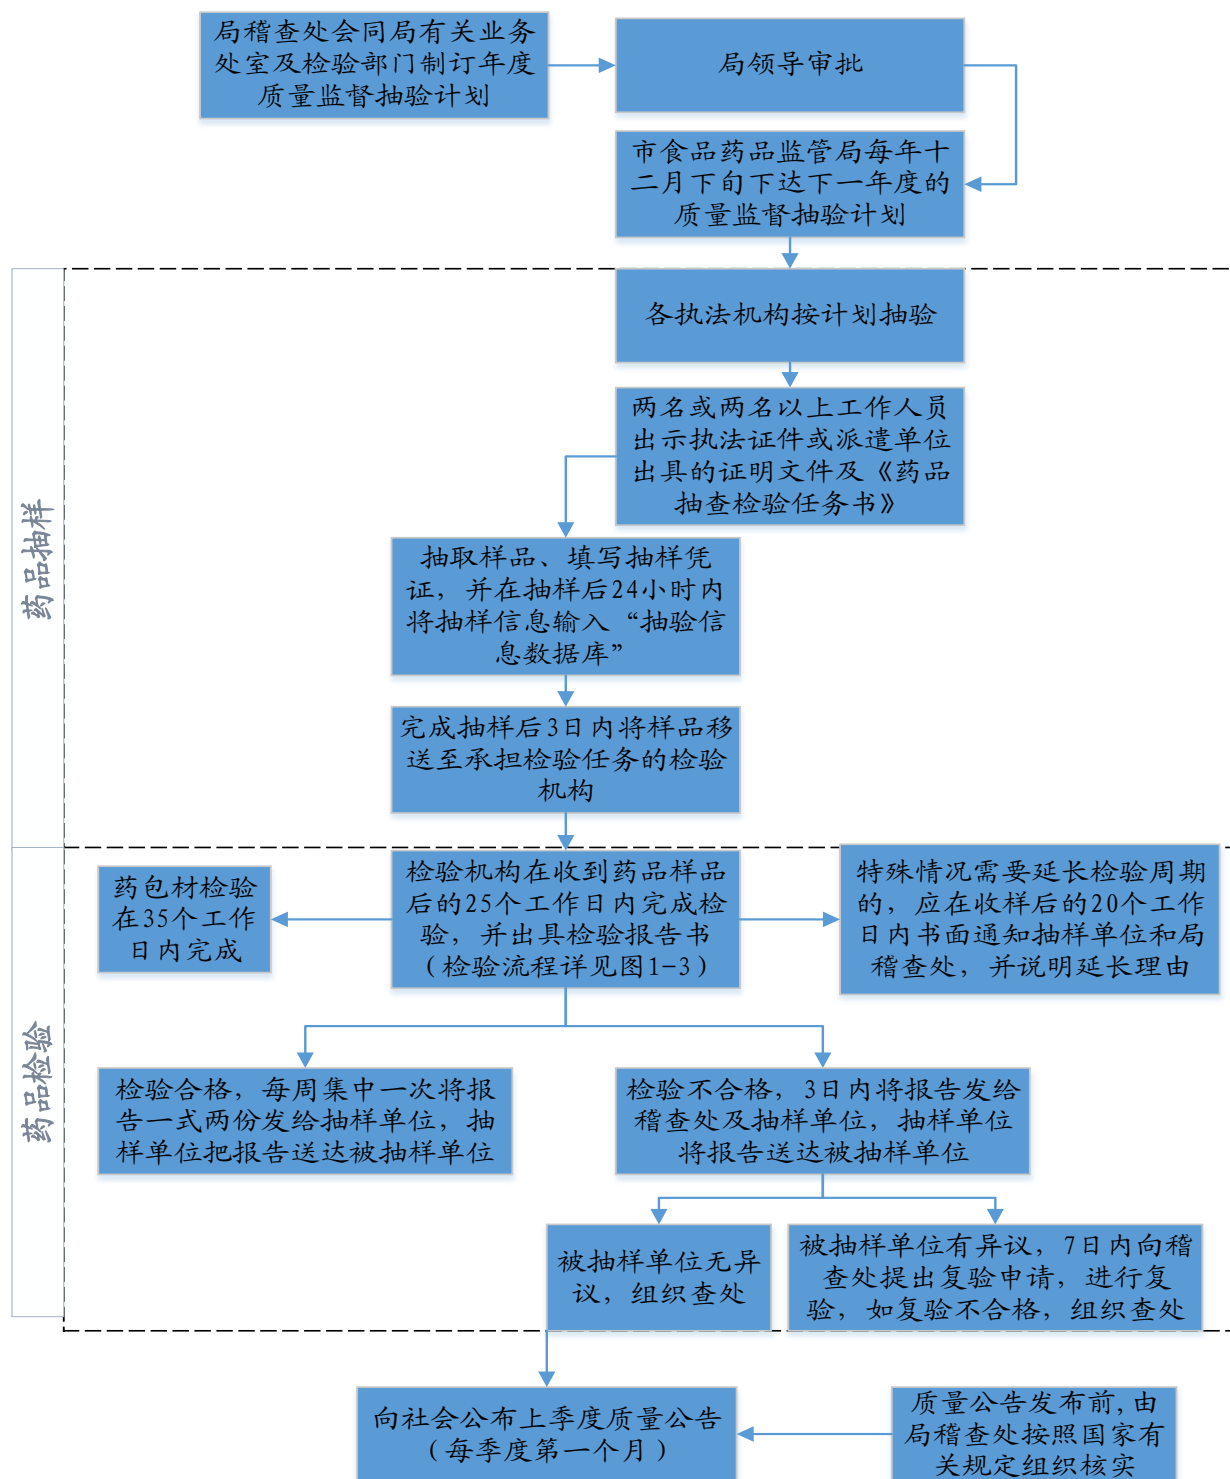 局稽查处会同局有关业务
处室及检验部门制订年度
质量监督抽验计划
局领导审批
市食品药品监管局每年十
二月下旬下达下一年度的
质量监督抽验计划
药品抽样
各执法机构按计划抽验
两名或两名以上工作人员
出示执法证件或派遣单位
出具的证明文件及《药品
抽查检验任务书》
抽取样品、填写抽样凭
证，并在抽样后24小时内
将抽样信息输入“抽验信
息数据库”
完成抽样后3日内将样品移
送至承担检验任务的检验
机构
药品检验
药包材检验
在35个工作
日内完成
检验机构在收到药品样品
后的25个工作日内完成检
验，并出具检验报告书
（检验流程详见图1-3）
特殊情况需要延长检验周期
的，应在收样后的20个工作
日内书面通知抽样单位和局
稽查处，并说明延长理由
检验合格，每周集中一次将报
告一式两份发给抽样单位，抽
样单位把报告送达被抽样单位
检验不合格，3日内将报告发给
稽查处及抽样单位，抽样单位
将报告送达被抽样单位
被抽样单位无异
议，组织查处
被抽样单位有异议，7日内向稽
查处提出复验申请，进行复
验，如复验不合格，组织查处
向社会公布上季度质量公告
（每季度第一个月）
质量公告发布前,由
局稽查处按照国家有
关规定组织核实